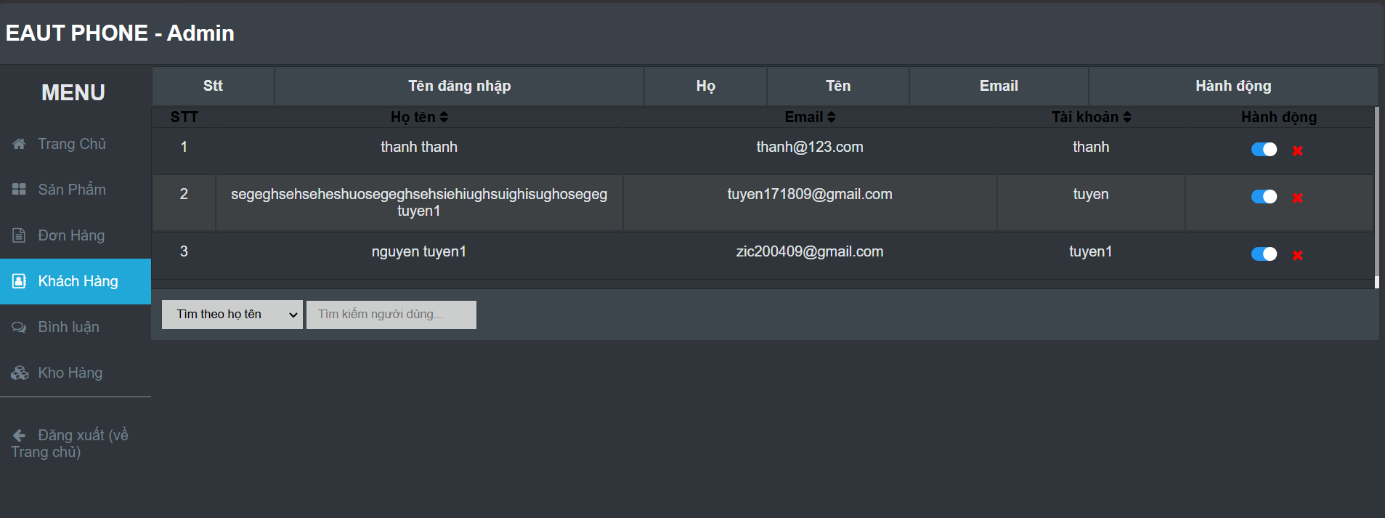 EAUT PHONE - Admin
MENU
Trang Chủ
Sản Phẩm
Đơn Hàng
Khách Hàng
Bình luận
Kho Hàng
Đăng xuất (về
Trang chủ)
Stt Tên đăng nhập Họ Tên Email Hành động
STT Họ tên Email Tài khoản Hành động
1 thanh thanh thanh@123.com thanh
2 segeghsehseheshuosegeghsehsiehiughsuighisughosegeg tuyen171809@gmail.com tuyen
tuyen1
3 nguyen tuyen1 zic200409@gmail.com tuyen1
Tìm theo họ tên Tìm kiếm người dùng...